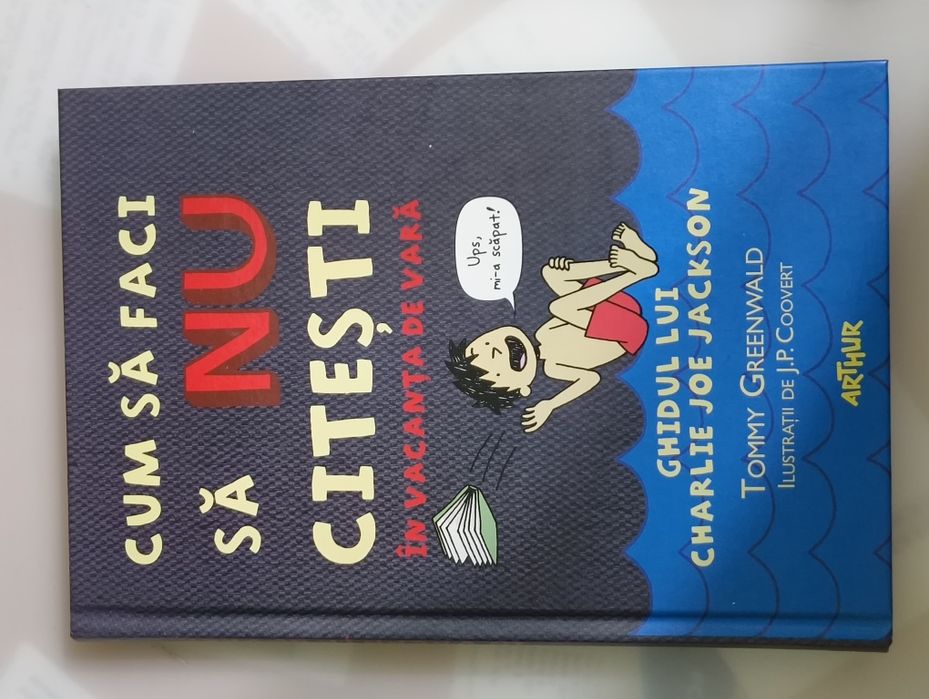 CUM SĂ FACI
SĂ NU
CITEȘTI
ÎN VACANȚA DE VARĂ
Ups,
mi-a scăpat!
GHIDUL LUI
CHARLIE JOE JACKSON
TOMMY GREENWALD
ILUSTRAȚII DE J.P. COOVERT
ARTHUR